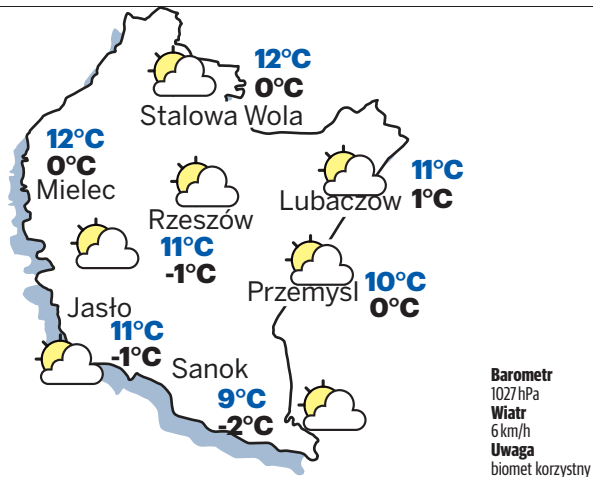 12°C
0°C
Stalowa Wola
12°C
0°C
Mielec
11°C
Lubaczów 1°C
Rzeszów
11°C
-1°C
Przemyśl 10°C
0°C
Jasło
11°C
-1°C
Sanok
9°C
-2°C
Barometr
1027 hPa
Wiatr
6 km/h
Uwaga
biomet korzystny